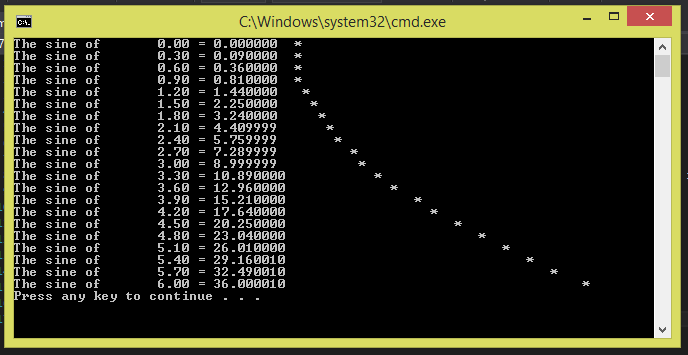 C:\Windows\system32\cmd.exe
The sine of 0.00 = 0.000000 *
The sine of 0.30 = 0.090000 *
The sine of 0.60 = 0.360000 *
The sine of 0.90 = 0.810000 *
The sine of 1.20 = 1.440000 *
The sine of 1.50 = 2.250000 *
The sine of 1.80 = 3.240000 *
The sine of 2.10 = 4.409999 *
The sine of 2.40 = 5.759999 *
The sine of 2.70 = 7.289999 *
The sine of 3.00 = 8.999999 *
The sine of 3.30 = 10.890000 *
The sine of 3.60 = 12.960000 *
The sine of 3.90 = 15.210000 *
The sine of 4.20 = 17.640000 *
The sine of 4.50 = 20.250000 *
The sine of 4.80 = 23.040000 *
The sine of 5.10 = 26.010000 *
The sine of 5.40 = 29.160010 *
The sine of 5.70 = 32.490010 *
The sine of 6.00 = 36.000010 *
Press any key to continue . . .